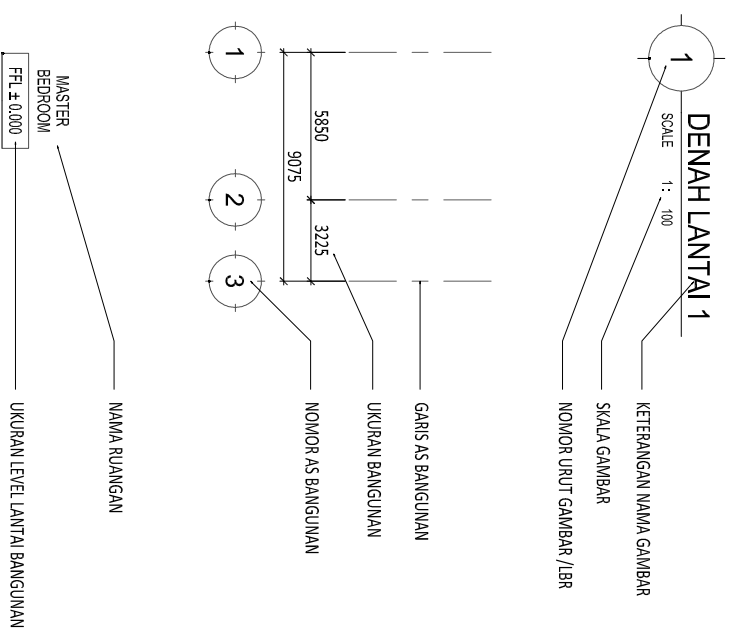 1
DENAH LANTAI 1
SCALE 1 : 100
KETERANGAN NAMA GAMBAR
SKALA GAMBAR
NOMOR URUT GAMBAR /LBR
GARIS AS BANGUNAN
5850
3225
9075
1
2
3
UKURAN BANGUNAN
NOMOR AS BANGUNAN
MASTER
BEDROOM
FFL ± 0.000
NAMA RUANGAN
UKURAN LEVEL LANTAI BANGUNAN